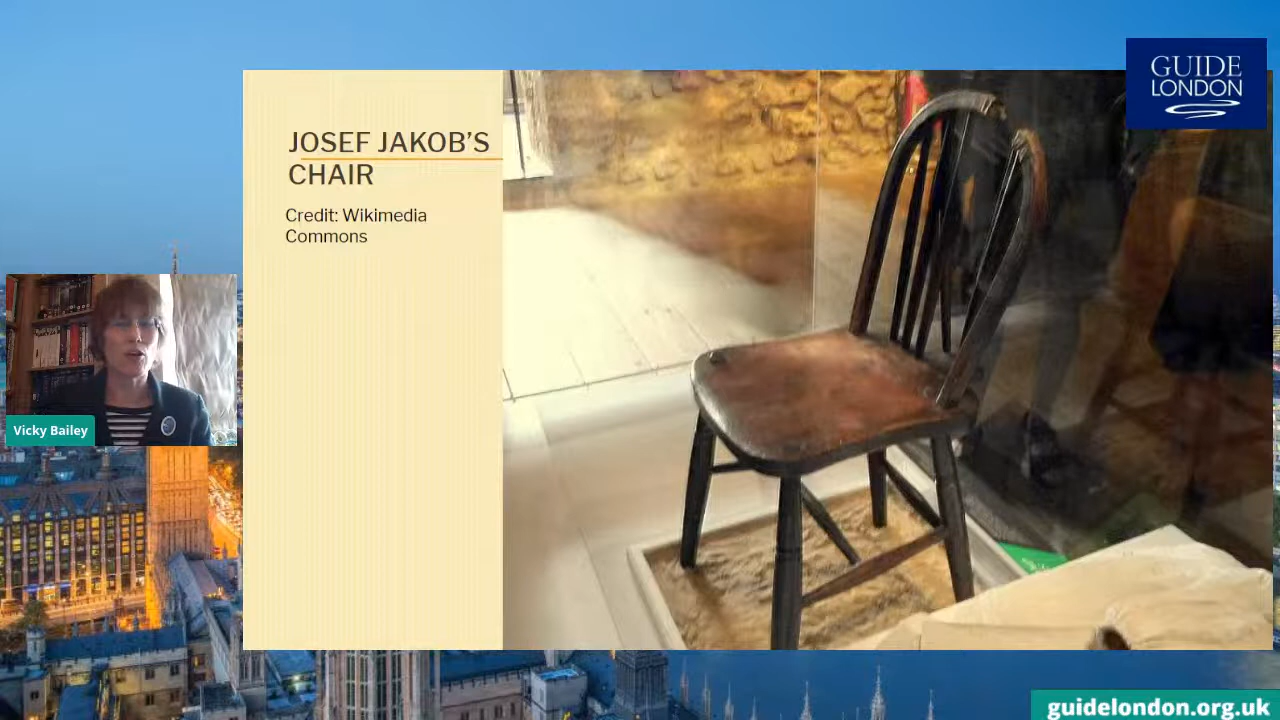 GUIDE
LONDON
JOSEF JAKOB’S
CHAIR
Credit: Wikimedia
Commons
Vicky Bailey
guidelondon.org.uk